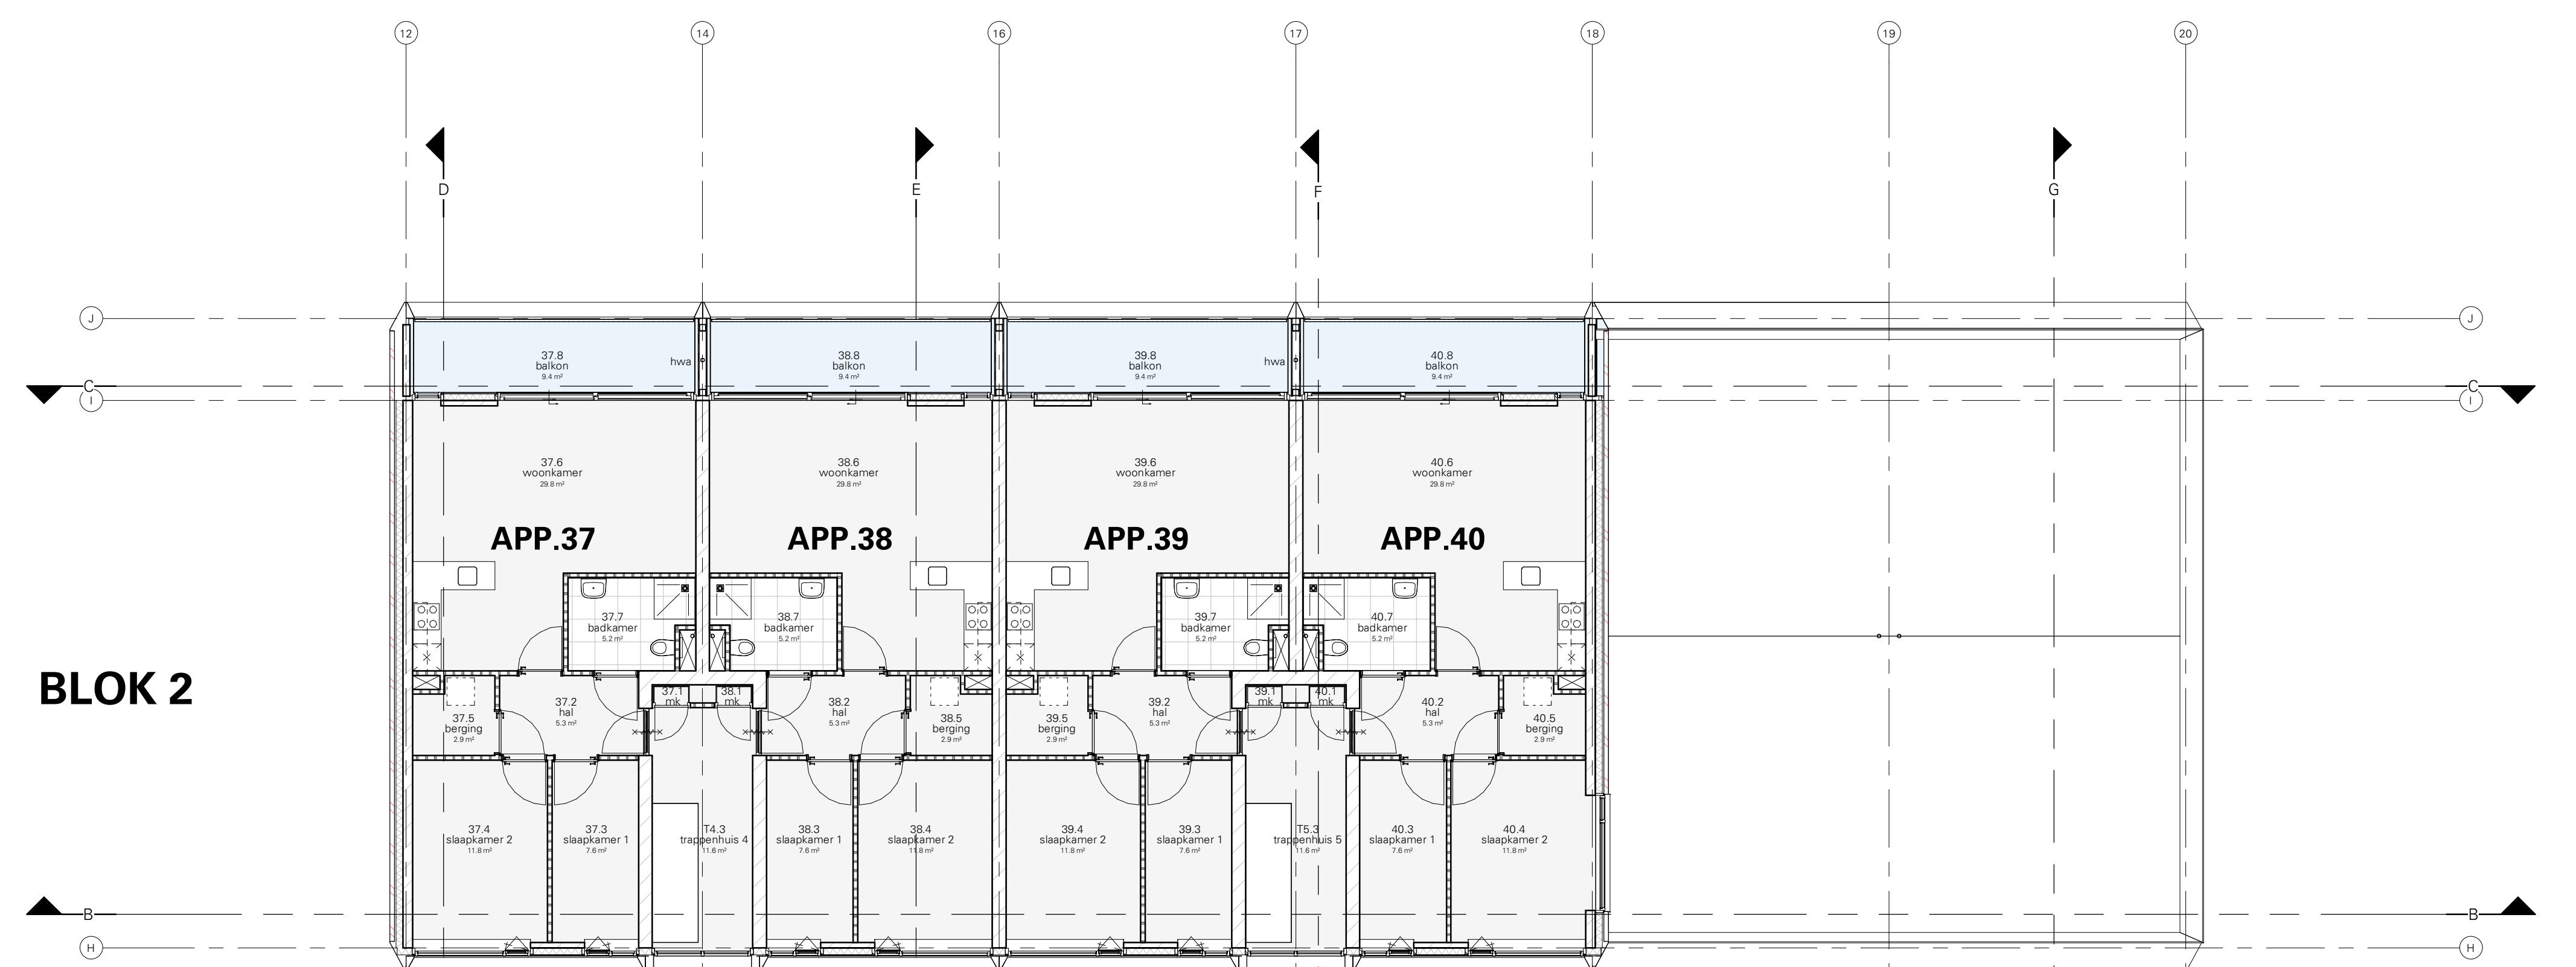 12
14
16
17
18
19
20
D
E
F
G
J
J
37.8
balkon
9.4 m²
hwa
38.8
balkon
9.4 m²
39.8
balkon
9.4 m²
hwa
40.8
balkon
9.4 m²
C
C
I
I
37.6
woonkamer
29.8 m²
38.6
woonkamer
29.8 m²
39.6
woonkamer
29.8 m²
40.6
woonkamer
29.8 m²
APP.37
APP.38
APP.39
APP.40
37.7
badkamer
5.2 m²
38.7
badkamer
5.2 m²
39.7
badkamer
5.2 m²
40.7
badkamer
5.2 m²
BLOK 2
37.5
berging
2.9 m²
37.2
hal
5.3 m²
37.1
mk
38.1
mk
38.2
hal
5.3 m²
38.5
berging
2.9 m²
39.5
berging
2.9 m²
39.2
hal
5.3 m²
39.1
mk
40.1
mk
40.2
hal
5.3 m²
40.5
berging
2.9 m²
37.4
slaapkamer 2
11.8 m²
37.3
slaapkamer 1
7.6 m²
T4.3
trappenhuis 4
11.6 m²
38.3
slaapkamer 1
7.6 m²
38.4
slaapkamer 2
11.8 m²
39.4
slaapkamer 2
11.8 m²
39.3
slaapkamer 1
7.6 m²
T5.3
trappenhuis 5
11.6 m²
40.3
slaapkamer 1
7.6 m²
40.4
slaapkamer 2
11.8 m²
B
B
H
H